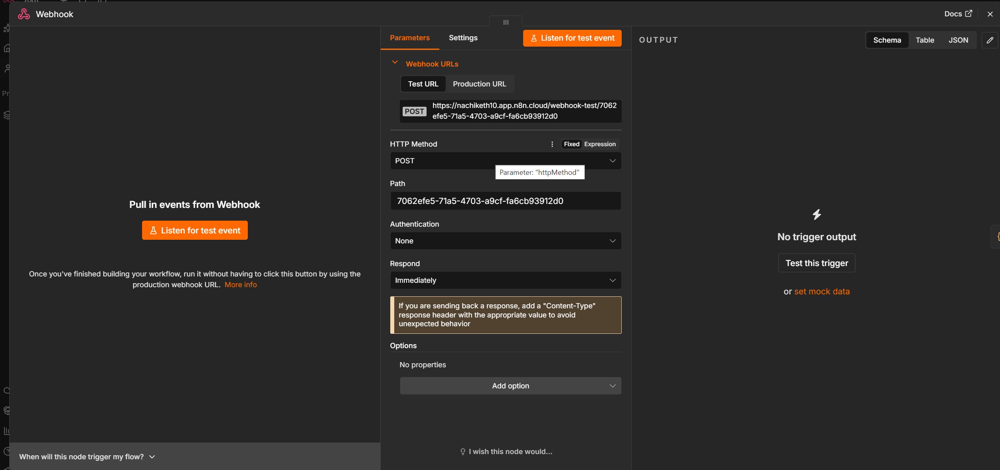 n8n
Webhook
Docs
Pr
Pull in events from Webhook
Listen for test event
Once you've finished building your workflow, run it without having to click this button by using the
production webhook URL. More info
When will this node trigger my flow?
Parameters
Settings
Listen for test event
Webhook URLs
Test URL
Production URL
POST
https://nachiketh10.app.n8n.cloud/webhook-test/7062
efe5-71a5-4703-a9cf-fa6cb93912d0
HTTP Method
Fixed
Expression
POST
Parameter: "httpMethod"
Path
7062efe5-71a5-4703-a9cf-fa6cb93912d0
Authentication
None
Respond
Immediately
If you are sending back a response, add a "Content-Type"
response header with the appropriate value to avoid
unexpected behavior
Options
No properties
Add option
I wish this node would...
OUTPUT
Schema
Table
JSON
No trigger output
Test this trigger
or set mock data